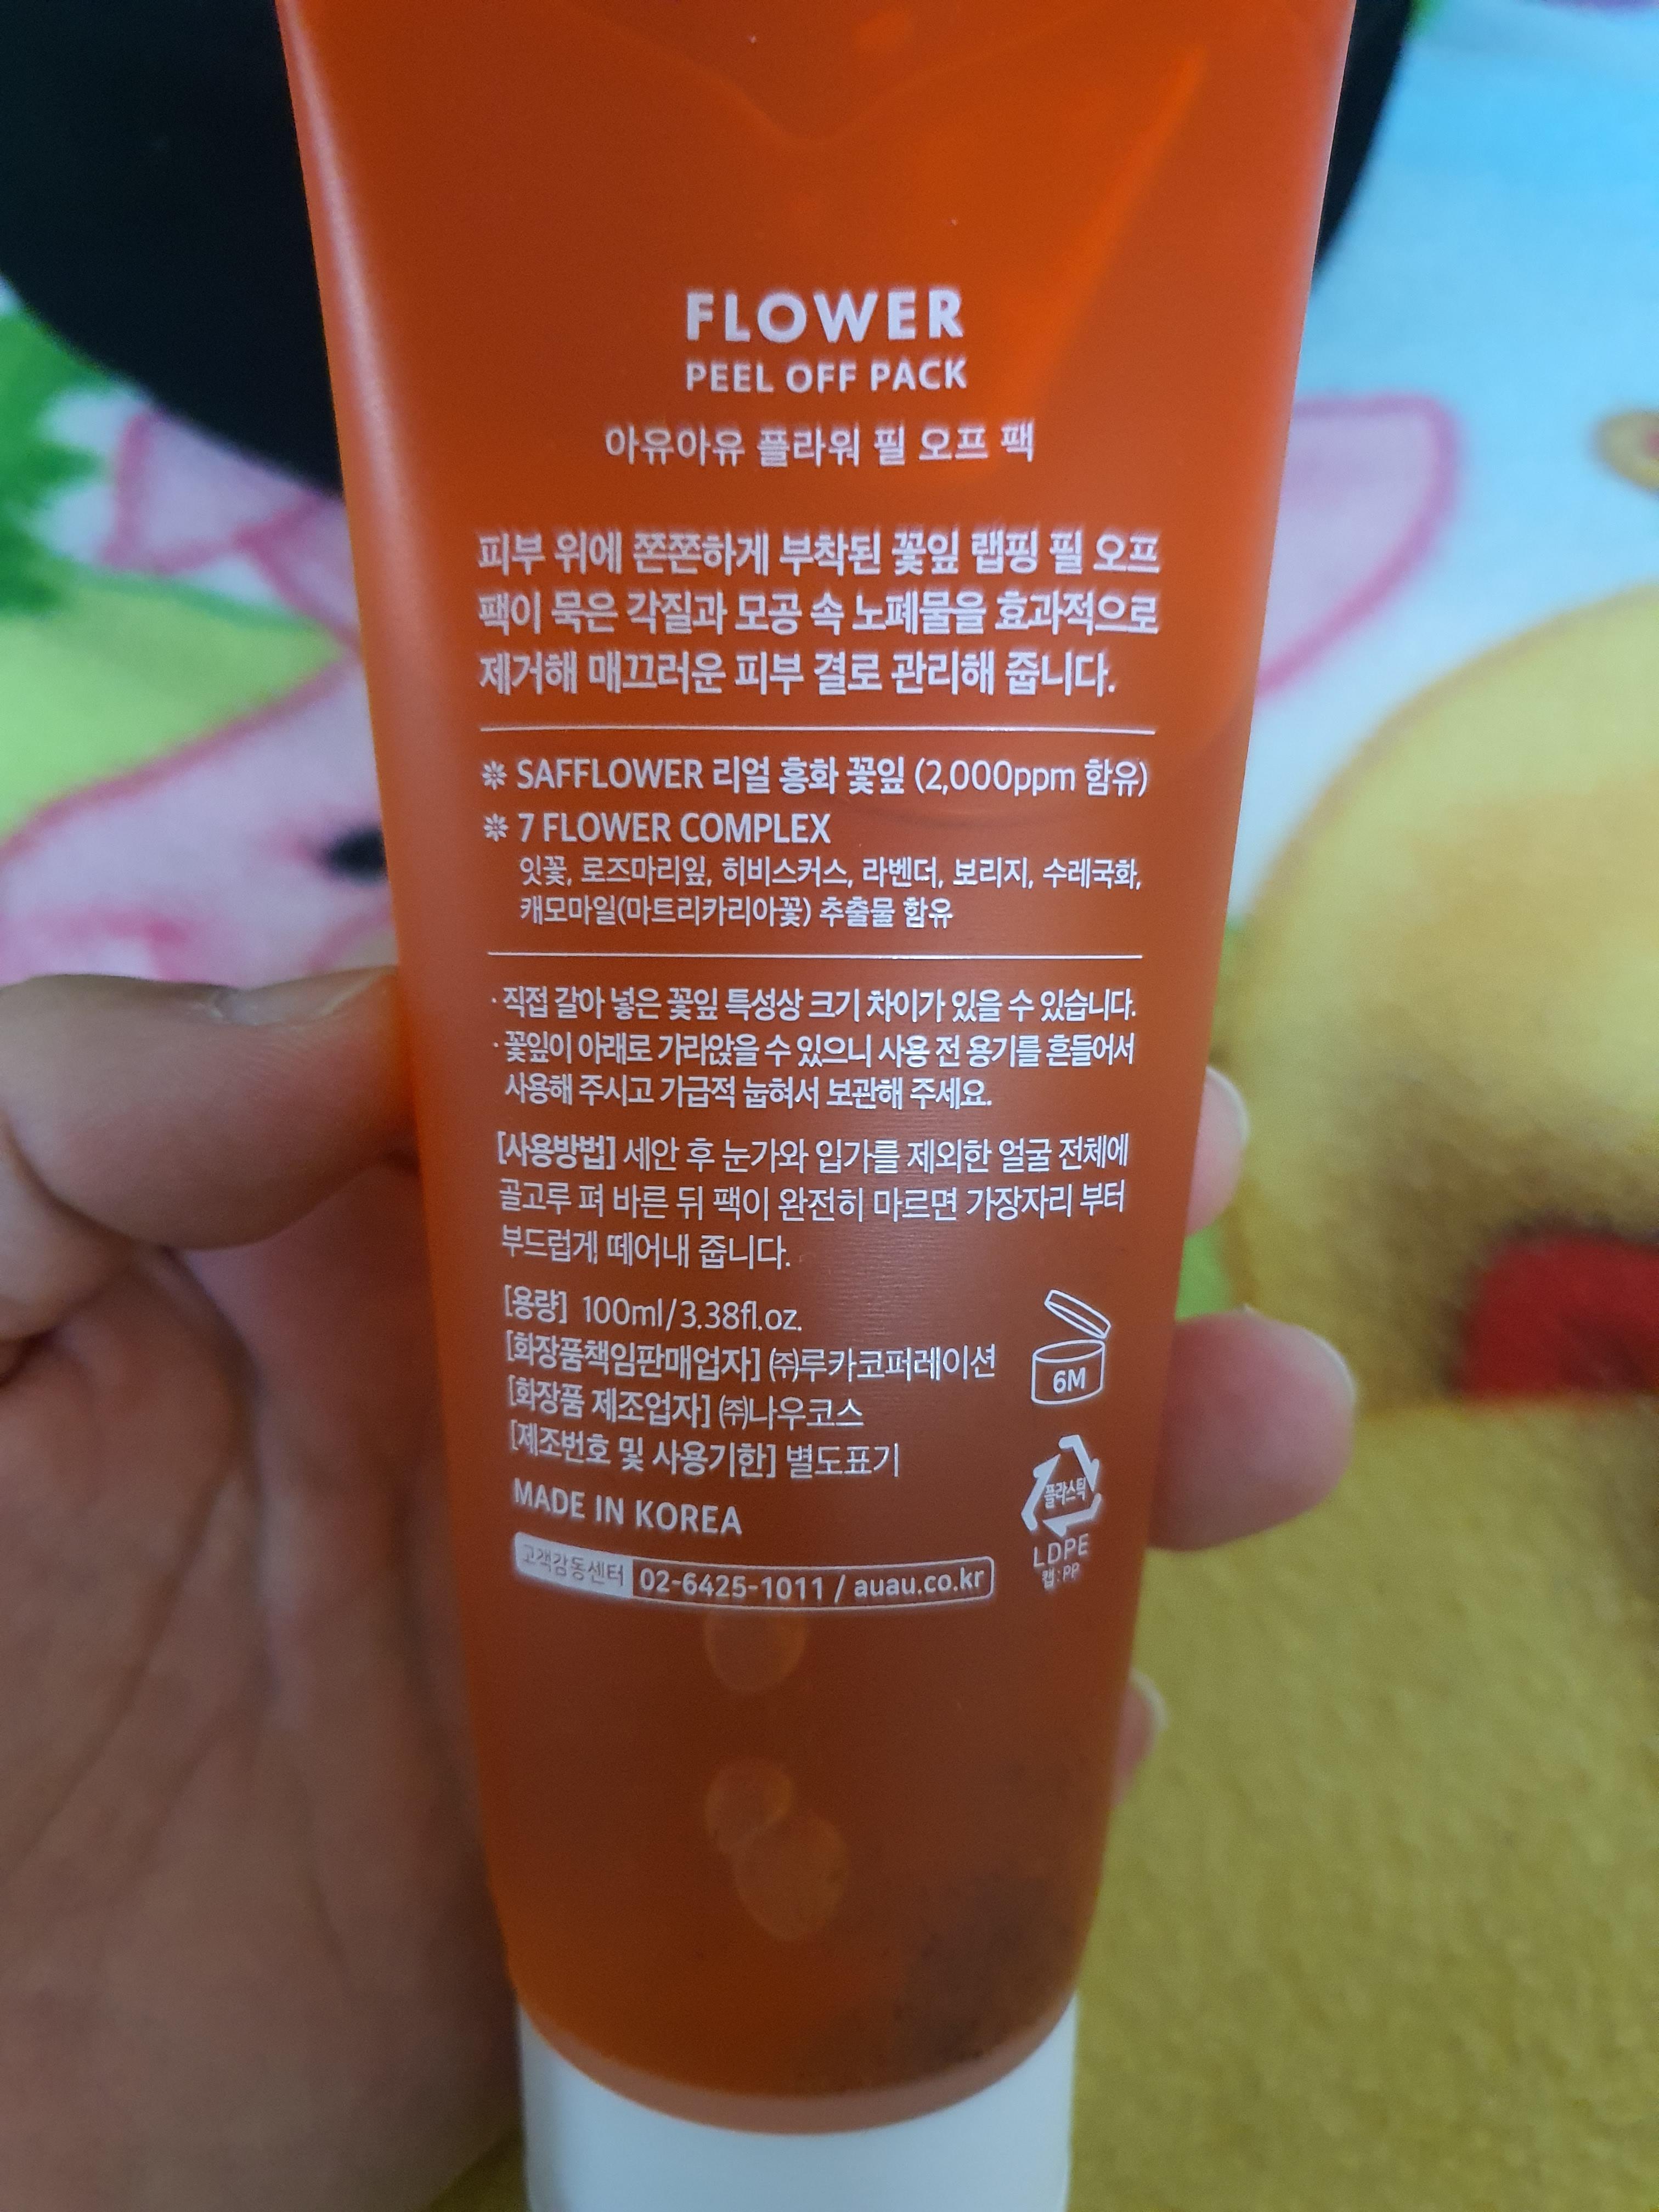 FLOWER
PEEL OFF PACK
아유아유 플라워 필 오프 팩
피부 위에 쫀쫀하게 부착된 꽃잎 랩핑 필 오프
팩이 묵은 각질과 모공 속 노폐물을 효과적으로
제거해 매끄러운 피부 결로 관리해 줍니다.
❊ SAFFLOWER 리얼 홍화 꽃잎 (2,000ppm 함유)
❊ 7 FLOWER COMPLEX
잇꽃, 로즈마리잎, 히비스커스, 라벤더, 보리지, 수레국화,
캐모마일(마트리카리아꽃) 추출물 함유
· 직접 갈아 넣은 꽃잎 특성상 크기 차이가 있을 수 있습니다.
· 꽃잎이 아래로 가라앉을 수 있으니 사용 전 용기를 흔들어서
사용해 주시고 가급적 눕혀서 보관해 주세요.
[사용방법] 세안 후 눈가와 입가를 제외한 얼굴 전체에
골고루 펴 바른 뒤 팩이 완전히 마르면 가장자리 부터
부드럽게 떼어내 줍니다.
[용량] 100ml/3.38fl.oz.
[화장품책임판매업자] ㈜루카코퍼레이션
[화장품 제조업자] ㈜나우코스
[제조번호 및 사용기한] 별도표기
MADE IN KOREA
고객감동센터 02-6425-1011 / auau.co.kr
6M
플라스틱
LDPE
캡:PP